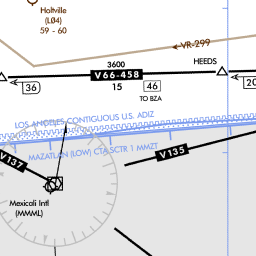 Holtville
(L04)
59 - 60
VR-299
3600
HEEDS
V66-458
36
15
46
20
TO BZA
LOS ANGELES CONTIGUOUS U.S. ADIZ
MAZATLAN (LOW) CTA SCTR 1 MMZT
V137
V135
Mexicali Intl
(MMML)